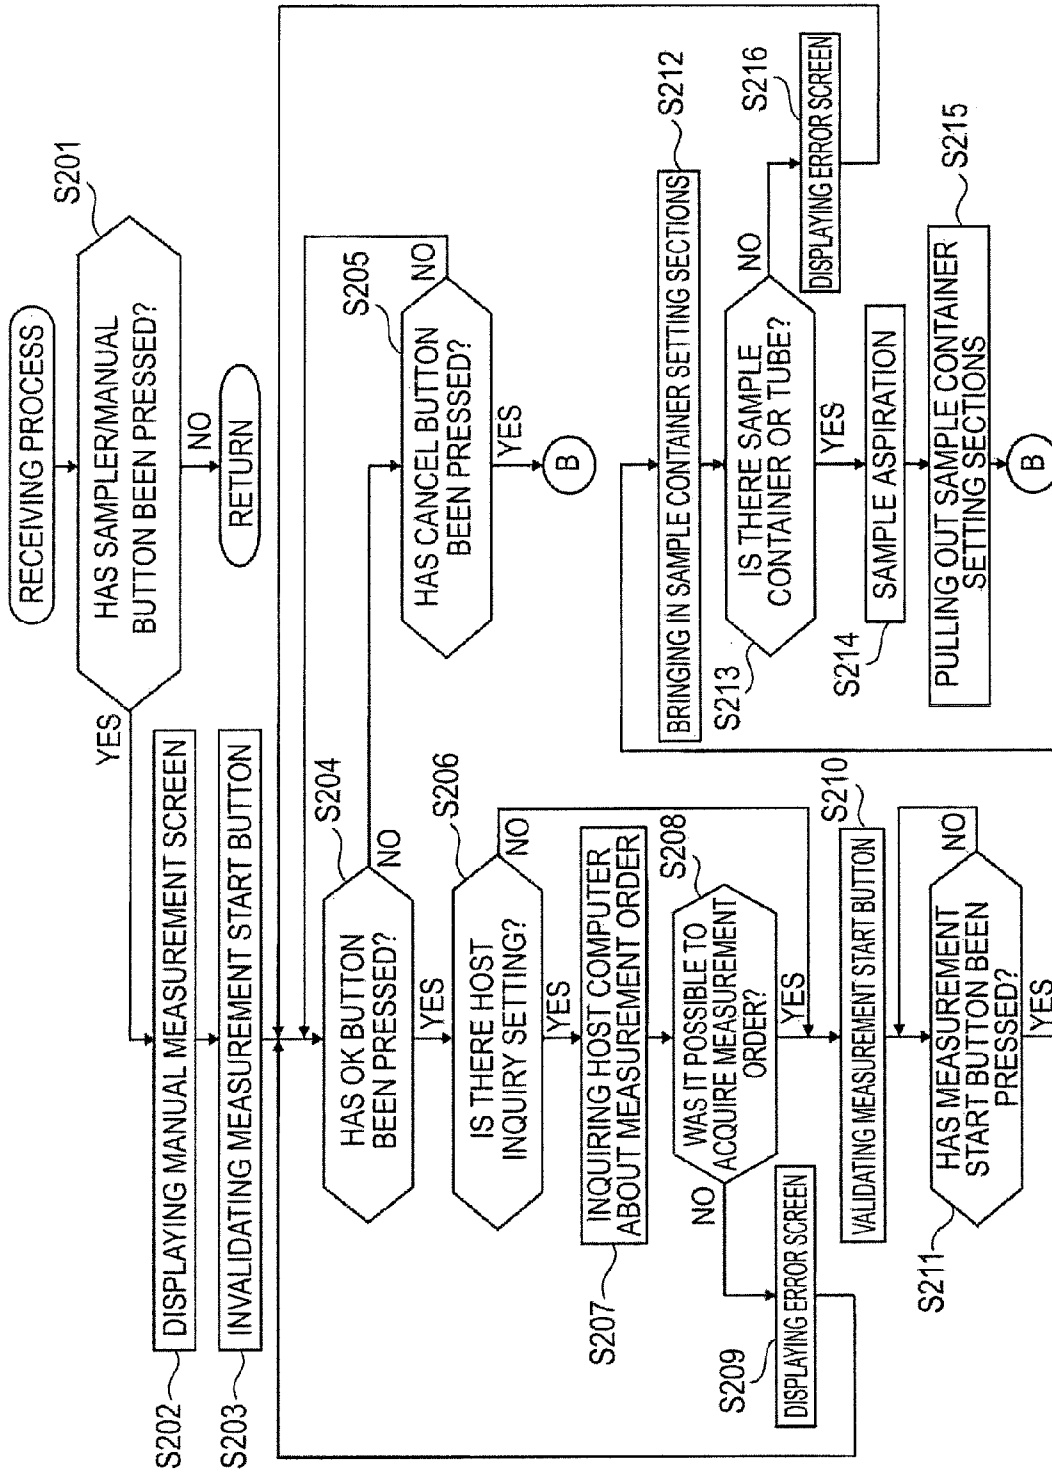 RECEIVING PROCESS
S201
HAS SAMPLER/MANUAL
BUTTON BEEN PRESSED?
YES
NO
RETURN
S202
DISPLAYING MANUAL MEASUREMENT SCREEN
S203
INVALIDATING MEASUREMENT START BUTTON
S204
HAS OK BUTTON
BEEN PRESSED?
NO
YES
S205
HAS CANCEL BUTTON
BEEN PRESSED?
NO
YES
B
S206
IS THERE HOST
INQUIRY SETTING?
NO
YES
S207
INQUIRING HOST COMPUTER
ABOUT MEASUREMENT ORDER
S208
WAS IT POSSIBLE TO
ACQUIRE MEASUREMENT
ORDER?
NO
YES
S209
DISPLAYING ERROR SCREEN
S210
VALIDATING MEASUREMENT START BUTTON
S211
HAS MEASUREMENT
START BUTTON BEEN
PRESSED?
NO
YES
S212
BRINGING IN SAMPLE CONTAINER SETTING SECTIONS
S213
IS THERE SAMPLE
CONTAINER OR TUBE?
NO
YES
S216
DISPLAYING ERROR SCREEN
S214
SAMPLE ASPIRATION
S215
PULLING OUT SAMPLE CONTAINER
SETTING SECTIONS
B